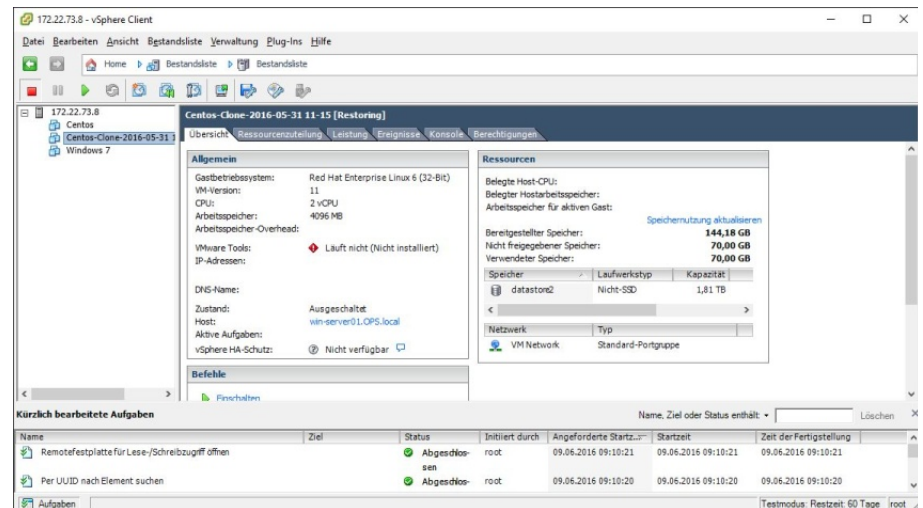 172.22.73.8 - vSphere Client
Datei Bearbeiten Ansicht Bestandsliste Verwaltung Plug-Ins Hilfe
Home Bestandsliste Bestandsliste
172.22.73.8
Centos
Centos-Clone-2016-05-31 1
Windows 7
Centos-Clone-2016-05-31 11-15 [Restoring]
Übersicht Ressourcenzuteilung Leistung Ereignisse Konsole Berechtigungen
Allgemein
Gastbetriebssystem: Red Hat Enterprise Linux 6 (32-Bit)
VM-Version: 11
CPU: 2 vCPU
Arbeitsspeicher: 4096 MB
Arbeitsspeicher-Overhead:
VMware Tools: Läuft nicht (Nicht installiert)
IP-Adressen:
DNS-Name:
Zustand: Ausgeschaltet
Host: win-server01.OPS.local
Aktive Aufgaben:
vSphere HA-Schutz: Nicht verfügbar
Befehle
Einschalten
Ressourcen
Belegte Host-CPU:
Belegter Hostarbeitsspeicher:
Arbeitsspeicher für aktiven Gast:
Speichernutzung aktualisieren
Bereitgestellter Speicher: 144,18 GB
Nicht freigegebener Speicher: 70,00 GB
Verwendeter Speicher: 70,00 GB
Speicher Laufwerkstyp Kapazität
datastore2 Nicht-SSD 1,81 TB
Netzwerk Typ
VM Network Standard-Portgruppe
Kürzlich bearbeitete Aufgaben
Name, Ziel oder Status enthält: Löschen
Name Ziel Status Initiiert durch Angeforderte Startz... Startzeit Zeit der Fertigstellung
Remotefestplatte für Lese-/Schreibzugriff öffnen Abgeschlos-
sen root 09.06.2016 09:10:21 09.06.2016 09:10:21 09.06.2016 09:10:21
Per UUID nach Element suchen Abgeschlos- root 09.06.2016 09:10:20 09.06.2016 09:10:20 09.06.2016 09:10:20
Aufgaben Testmodus: Restzeit: 60 Tage root